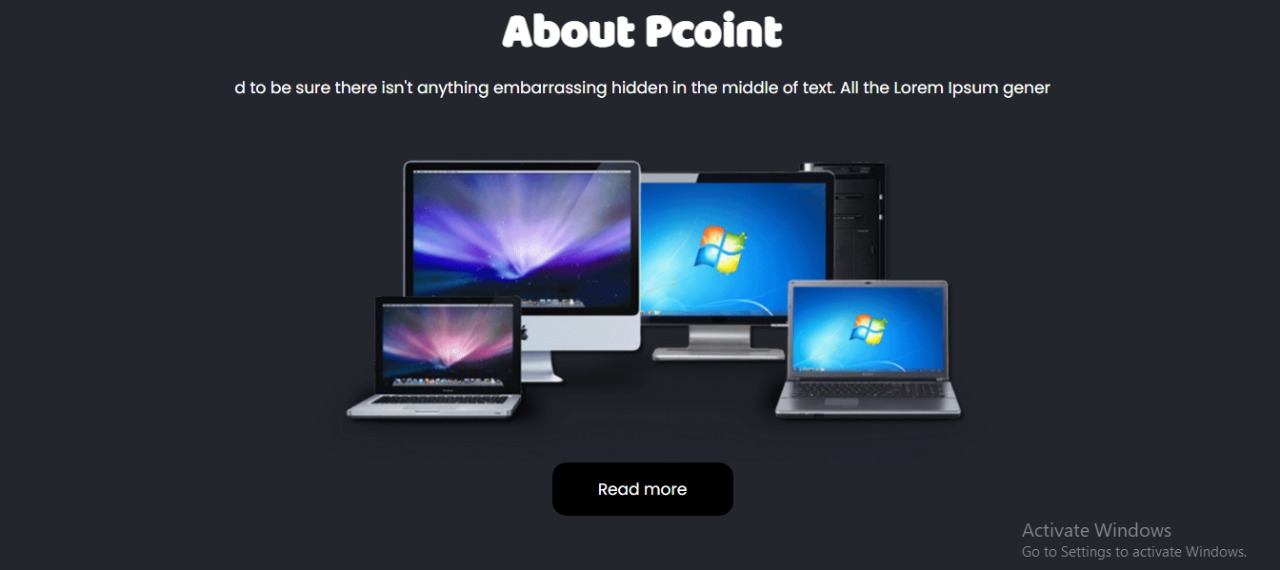 About Pcoint
d to be sure there isn't anything embarrassing hidden in the middle of text. All the Lorem Ipsum gener
Read more
Activate Windows
Go to Settings to activate Windows.